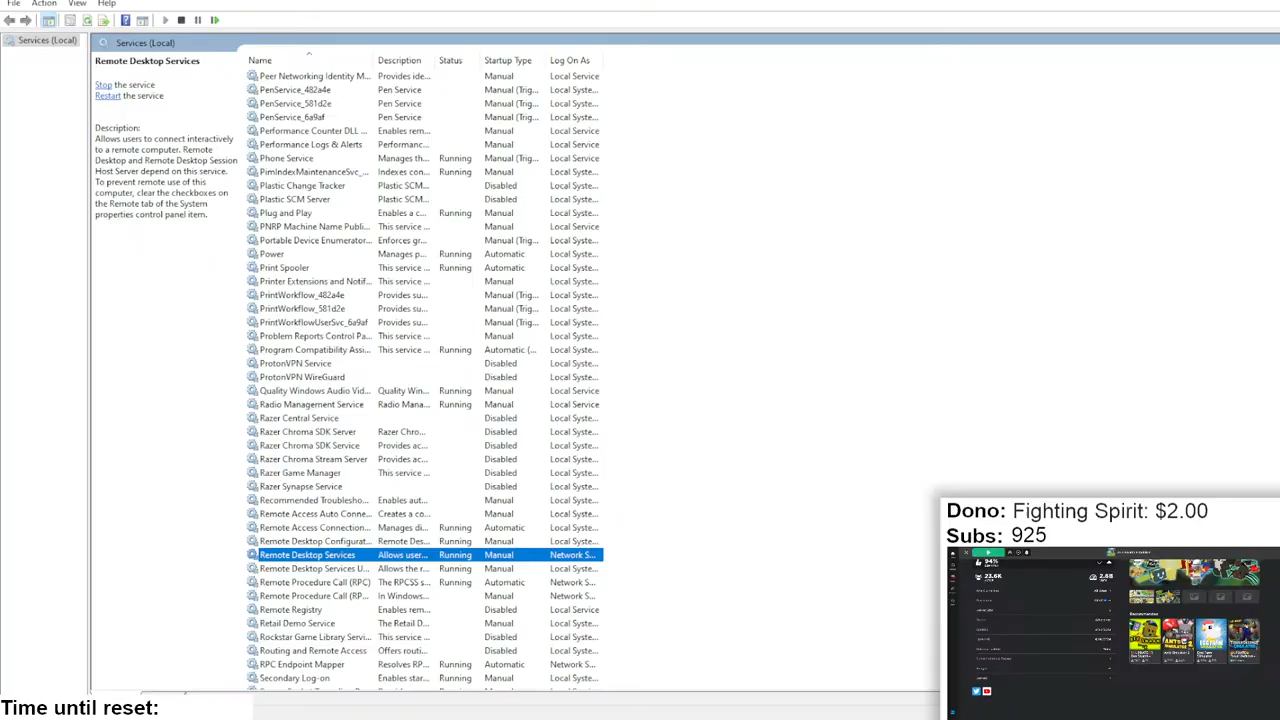 File Action View Help
Services (Local)
Services (Local)
Remote Desktop Services
Stop the service
Restart the service
Description:
Allows users to connect interactively
to a remote computer. Remote
Desktop and Remote Desktop Session
Host Server depend on this service.
To prevent remote use of this
computer, clear the checkboxes on
the Remote tab of the System
properties control panel item.
Name Description Status Startup Type Log On As
Peer Networking Identity M... Provides ide... Manual Local Service
PenService_482a4e Pen Service Manual (Trig... Local Syste...
PenService_581d2e Pen Service Manual (Trig... Local Syste...
PenService_6a9af Pen Service Manual (Trig... Local Syste...
Performance Counter DLL ... Enables rem... Manual Local Service
Performance Logs & Alerts Performanc... Manual Local Service
Phone Service Manages th... Running Manual (Trig... Local Service
PimIndexMaintenanceSvc_... Indexes con... Running Manual Local Syste...
Plastic Change Tracker Plastic SCM... Disabled Local Syste...
Plastic SCM Server Plastic SCM... Disabled Local Syste...
Plug and Play Enables a c... Running Manual Local Syste...
PNRP Machine Name Publi... This service ... Manual Local Service
Portable Device Enumerator... Enforces gr... Manual (Trig... Local Syste...
Power Manages p... Running Automatic Local Syste...
Print Spooler This service ... Running Automatic Local Syste...
Printer Extensions and Notif... This service ... Manual Local Syste...
PrintWorkflow_482a4e Provides su... Manual (Trig... Local Syste...
PrintWorkflow_581d2e Provides su... Manual (Trig... Local Syste...
PrintWorkflowUserSvc_6a9af Provides su... Manual (Trig... Local Syste...
Problem Reports Control Pa... This service ... Manual Local Syste...
Program Compatibility Assi... This service ... Running Automatic (... Local Syste...
ProtonVPN Service Disabled Local Syste...
ProtonVPN WireGuard Disabled Local Syste...
Quality Windows Audio Vid... Quality Win... Running Manual Local Service
Radio Management Service Radio Mana... Running Manual Local Service
Razer Central Service Disabled Local Syste...
Razer Chroma SDK Server Razer Chro... Disabled Local Syste...
Razer Chroma SDK Service Provides ac... Disabled Local Syste...
Razer Chroma Stream Server Provides ac... Disabled Local Syste...
Razer Game Manager This service ... Disabled Local Syste...
Razer Synapse Service Disabled Local Syste...
Recommended Troublesho... Enables aut... Manual Local Syste...
Remote Access Auto Conne... Creates a co... Manual Local Syste...
Remote Access Connection... Manages di... Running Automatic Local Syste...
Remote Desktop Configurat... Remote Des... Running Manual Local Syste...
Remote Desktop Services Allows user... Running Manual Network S...
Remote Desktop Services U... Allows the r... Running Manual Local Syste...
Remote Procedure Call (RPC) The RPCSS s... Running Automatic Network S...
Remote Procedure Call (RP... In Windows... Manual Network S...
Remote Registry Enables rem... Disabled Local Service
Retail Demo Service The Retail D... Manual Local Syste...
Rockstar Game Library Servi... This service ... Disabled Local Syste...
Routing and Remote Access Offers routi... Disabled Local Syste...
RPC Endpoint Mapper Resolves RP... Running Automatic Network S...
Secondary Log-on Enables star... Manual Local Syste...
Dono: Fighting Spirit: $2.00
Subs: 925
94%
23.6K
Time until reset: